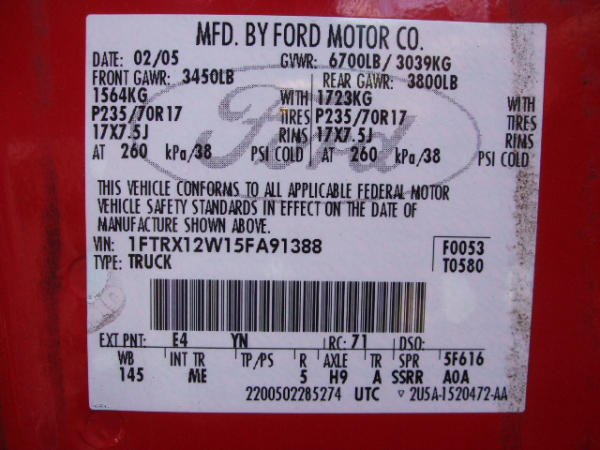 MFD. BY FORD MOTOR CO.
DATE: 02/05 GVWR: 6700LB/ 3039KG
FRONT GAWR: 3450LB REAR GAWR: 3800LB
1564KG WITH 1723KG WITH
P235/70R17 TIRES P235/70R17 TIRES
17X7.5J RIMS 17X7.5J RIMS
AT 260 kPa/38 PSI COLD AT 260 kPa/38 PSI COLD
Ford
THIS VEHICLE CONFORMS TO ALL APPLICABLE FEDERAL MOTOR
VEHICLE SAFETY STANDARDS IN EFFECT ON THE DATE OF
MANUFACTURE SHOWN ABOVE.
VIN: 1FTRX12W15FA91388 F0053
TYPE: TRUCK T0580
EXT PNT: E4 YN RC: 71 DSO:
WB INT TR TP/PS R AXLE TR SPR 5F616
145 ME 5 H9 A SSRR A0A
2200502285274 UTC 2U5A-1520472-AA